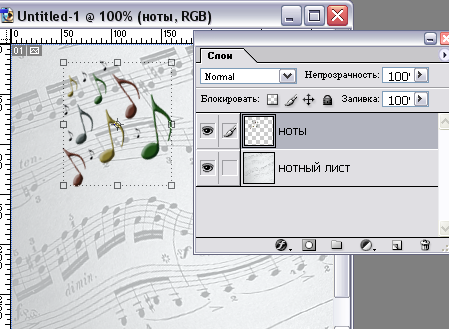 Untitled-1 @ 100% (ноты, RGB)
50 100 150
01
Слои
Normal
Непрозрачность: 100%
Блокировать:
Заливка: 100%
НОТЫ
НОТНЫЙ ЛИСТ
dimin.